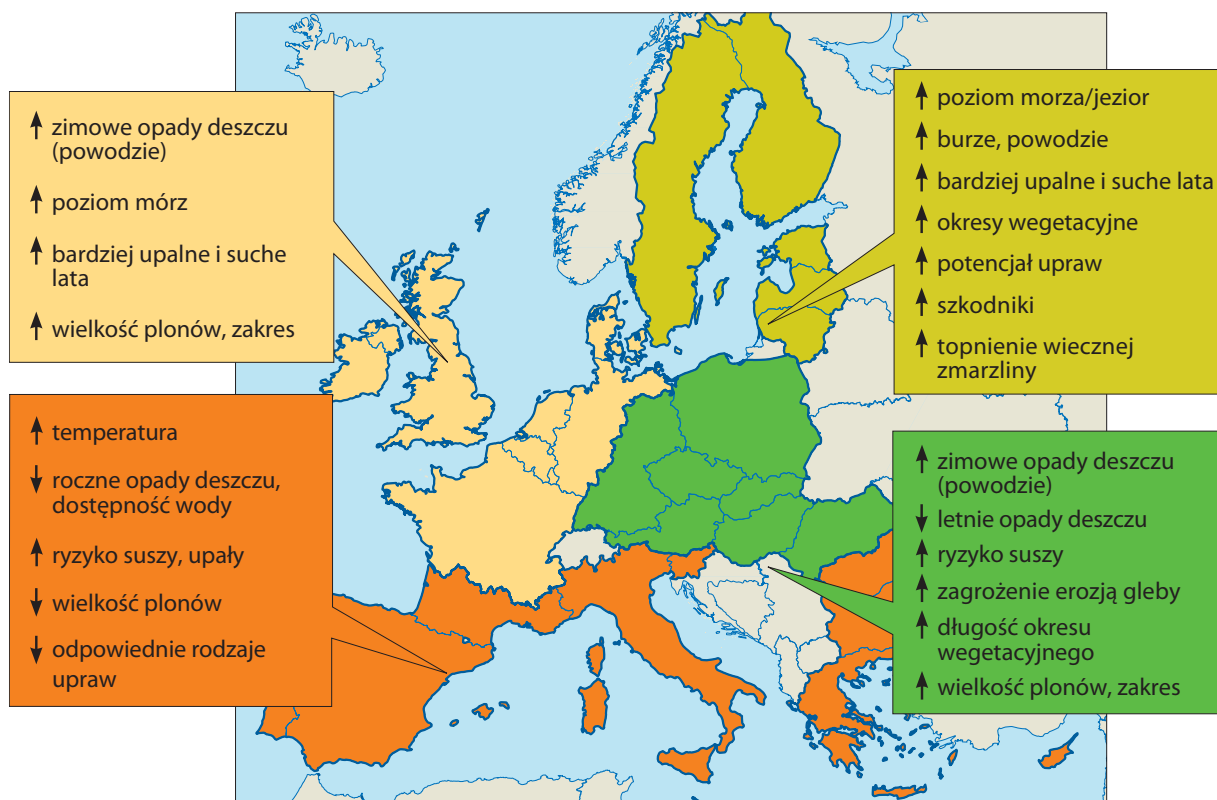 ↑ zimowe opady deszczu
(powodzie)
↑ poziom mórz
↑ bardziej upalne i suche
lata
↑ wielkość plonów, zakres
↑ poziom morza/jezior
↑ burze, powodzie
↑ bardziej upalne i suche lata
↑ okresy wegetacyjne
↑ potencjał upraw
↑ szkodniki
↑ topnienie wiecznej
zmarzliny
↑ temperatura
↓ roczne opady deszczu,
dostępność wody
↑ ryzyko suszy, upały
↓ wielkość plonów
↓ odpowiednie rodzaje
upraw
↑ zimowe opady deszczu
(powodzie)
↓ letnie opady deszczu
↑ ryzyko suszy
↑ zagrożenie erozją gleby
↑ długość okresu
wegetacyjnego
↑ wielkość plonów, zakres